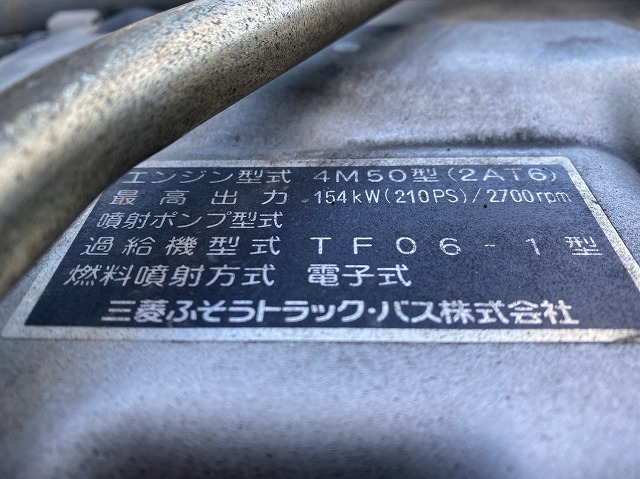 エンジン型式 4M50型(2AT6)
最高出力 154kW(210PS)/2700rpm
噴射ポンプ型式
過給機型式 TF06-1型
燃料噴射方式 電子式
三菱ふそうトラック・バス株式会社